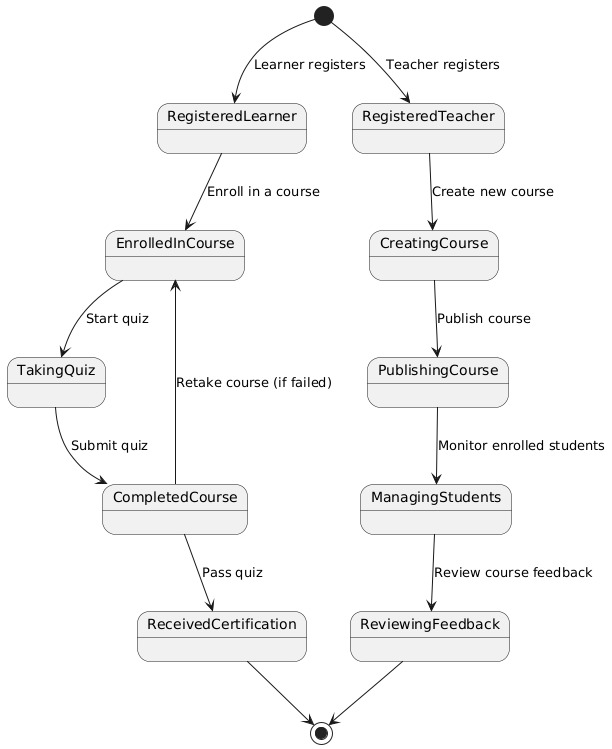 Learner registers
Teacher registers
RegisteredLearner
RegisteredTeacher
Enroll in a course
Create new course
EnrolledInCourse
CreatingCourse
Start quiz
Publish course
TakingQuiz
PublishingCourse
Retake course (if failed)
Submit quiz
Monitor enrolled students
CompletedCourse
ManagingStudents
Pass quiz
Review course feedback
ReceivedCertification
ReviewingFeedback